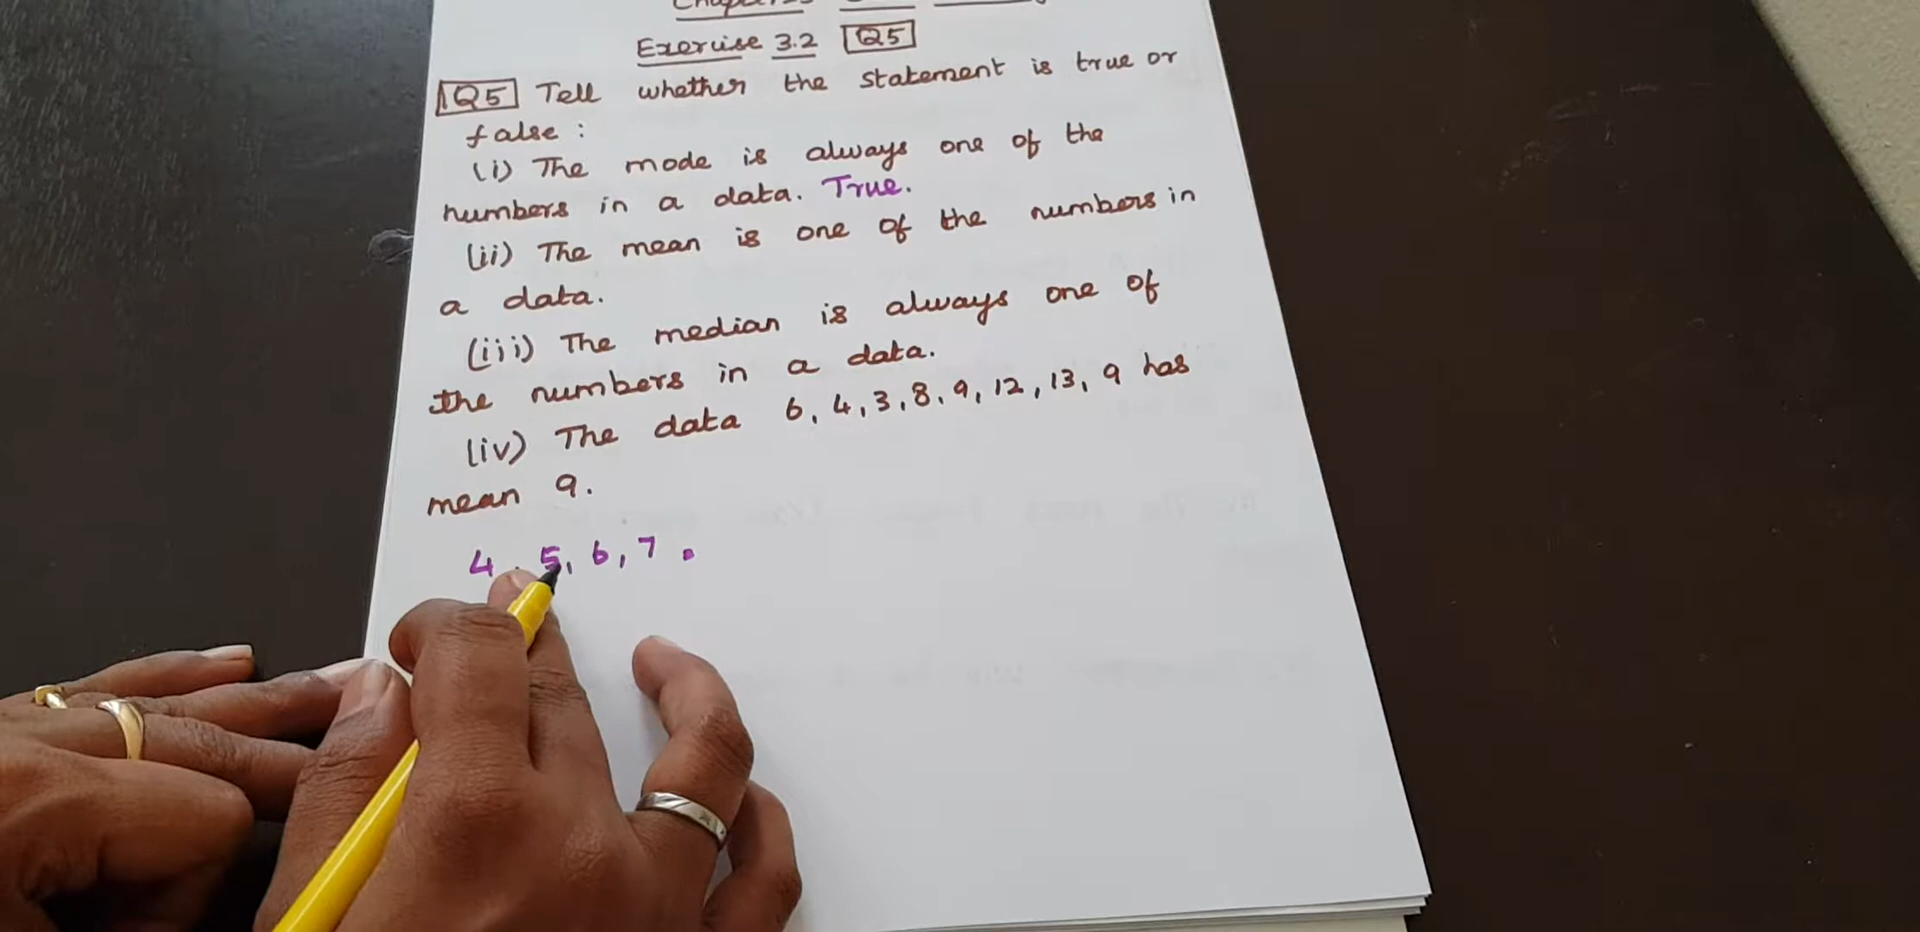 Exercise 3.2 Q5
Q5 Tell whether the statement is true or
false :
(i) The mode is always one of the
numbers in a data. True.
(ii) The mean is one of the numbers in
a data.
(iii) The median is always one of
the numbers in a data.
(iv) The data 6, 4, 3, 8, 9, 12, 13, 9 has
mean 9.
4, 5, 6, 7.